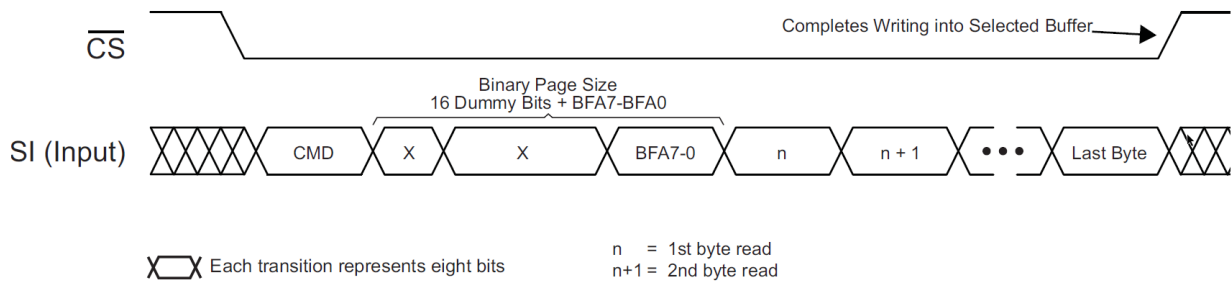 Completes Writing into Selected Buffer
CS
Binary Page Size
16 Dummy Bits + BFA7-BFA0
SI (Input)
CMD X X BFA7-0 n n + 1 Last Byte
Each transition represents eight bits
n = 1st byte read
n+1 = 2nd byte read